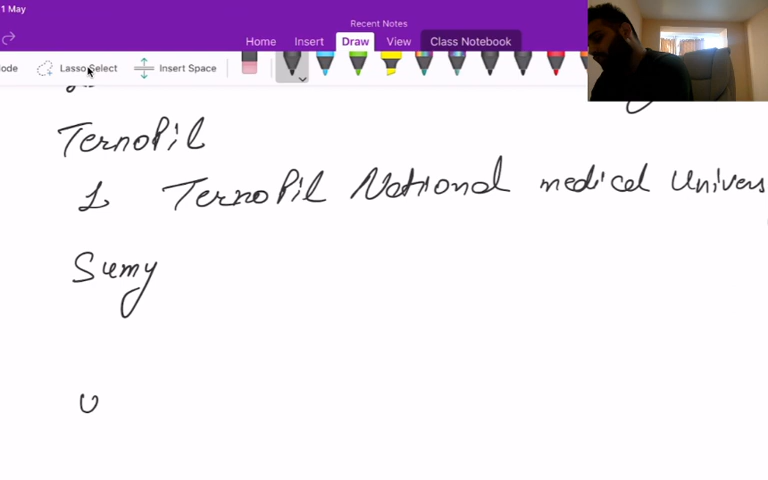 1 May
Recent Notes
Home Insert Draw View Class Notebook
ode Lasso Select Insert Space
Ternopil
1 Ternopil National medical Univers
Sumy
U